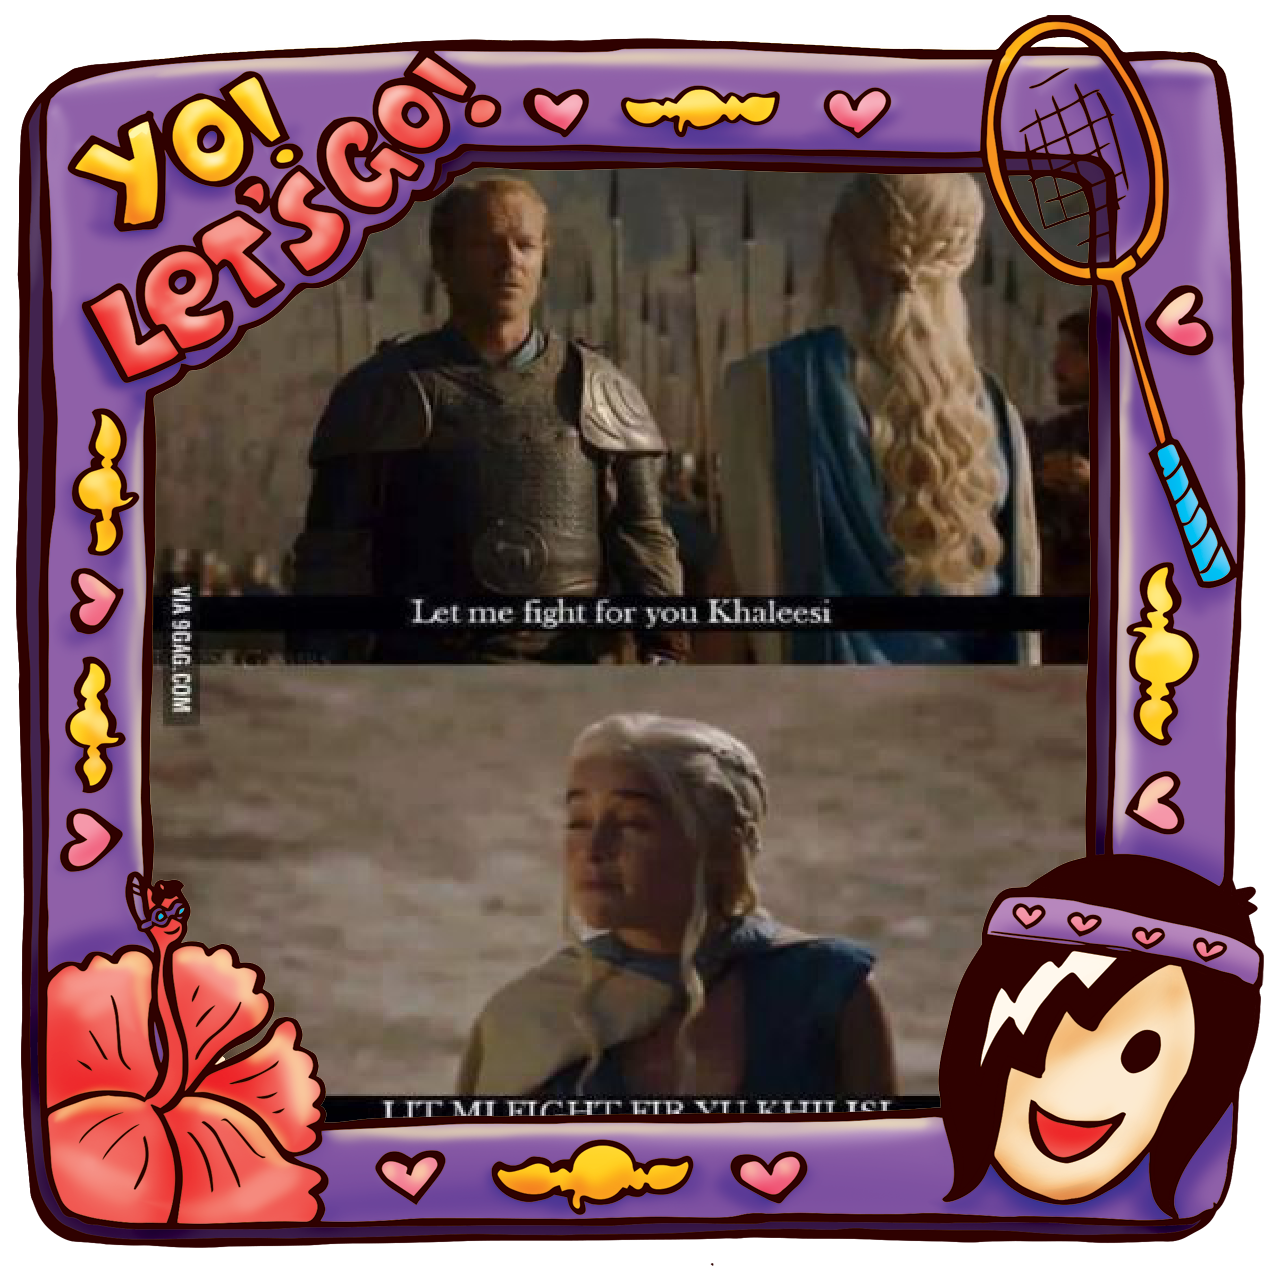 YO!
LET'S GO!
Let me fight for you Khaleesi
VIA 9GAG.COM
LIT MI FIGHT FIR YU KHILISI